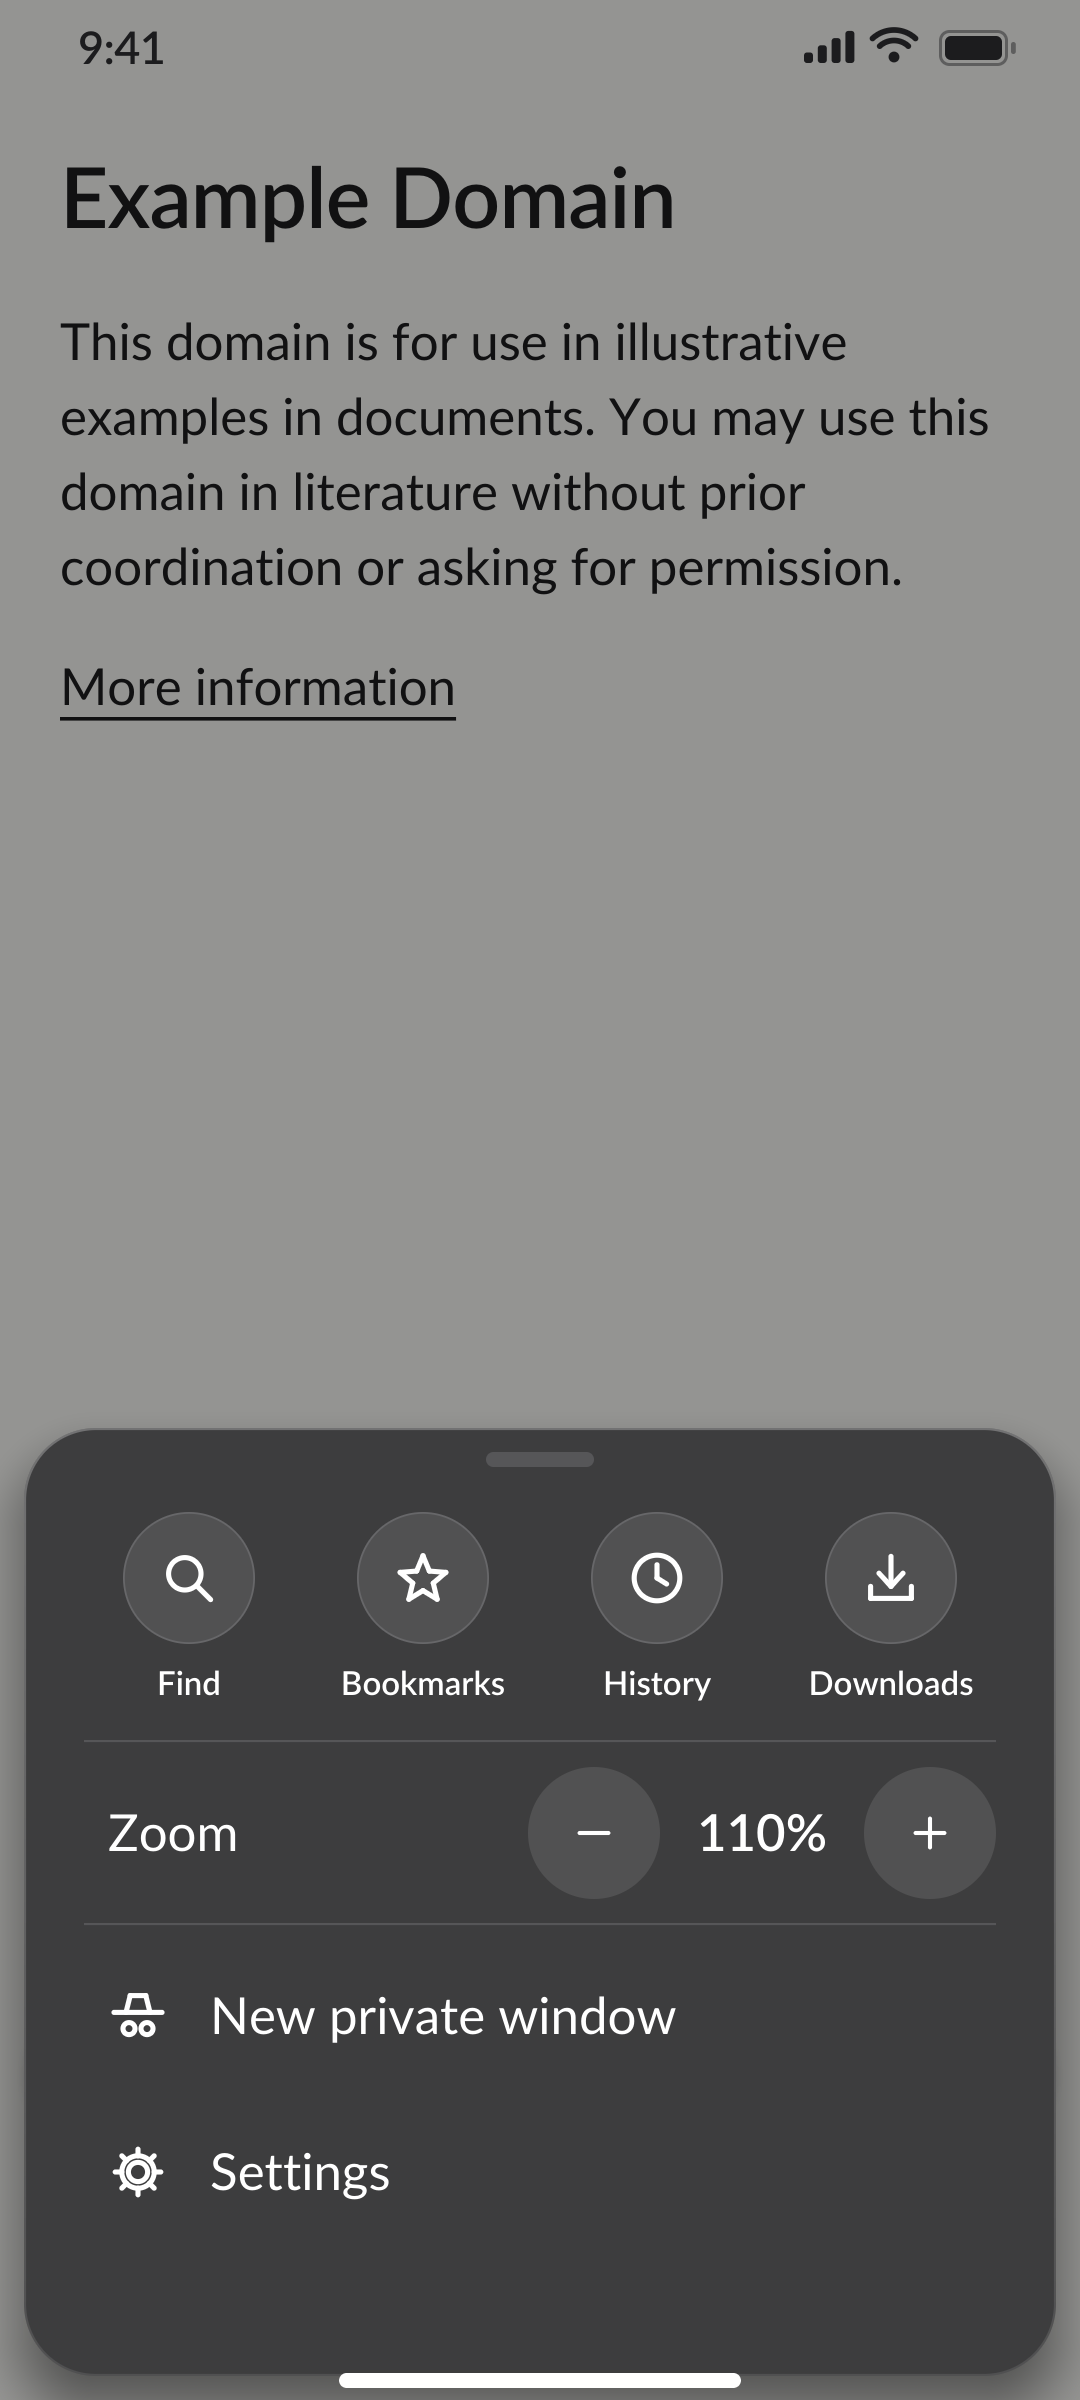 9:41
Example Domain
This domain is for use in illustrative
examples in documents. You may use this
domain in literature without prior
coordination or asking for permission.
More information
Find
Bookmarks
History
Downloads
Zoom
110%
New private window
Settings